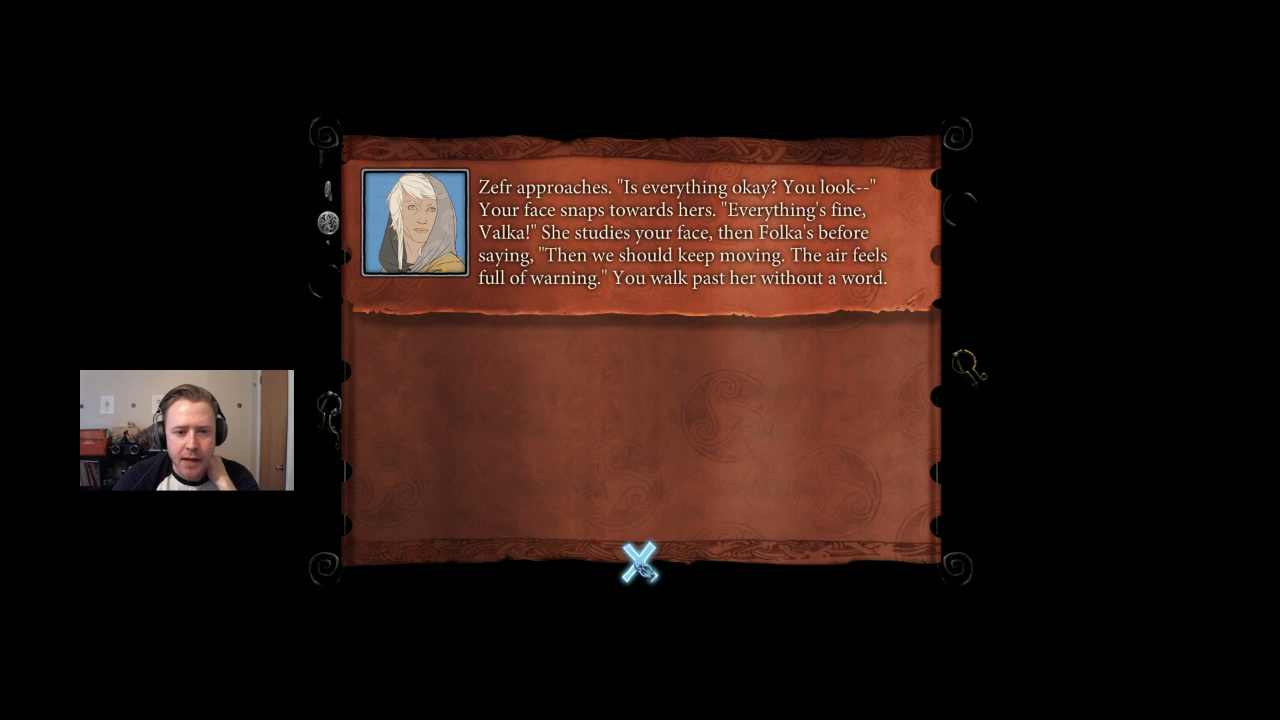 Zefr approaches. "Is everything okay? You look--"
Your face snaps towards hers. "Everything's fine,
Valka!" She studies your face, then Folka's before
saying, "Then we should keep moving. The air feels
full of warning." You walk past her without a word.